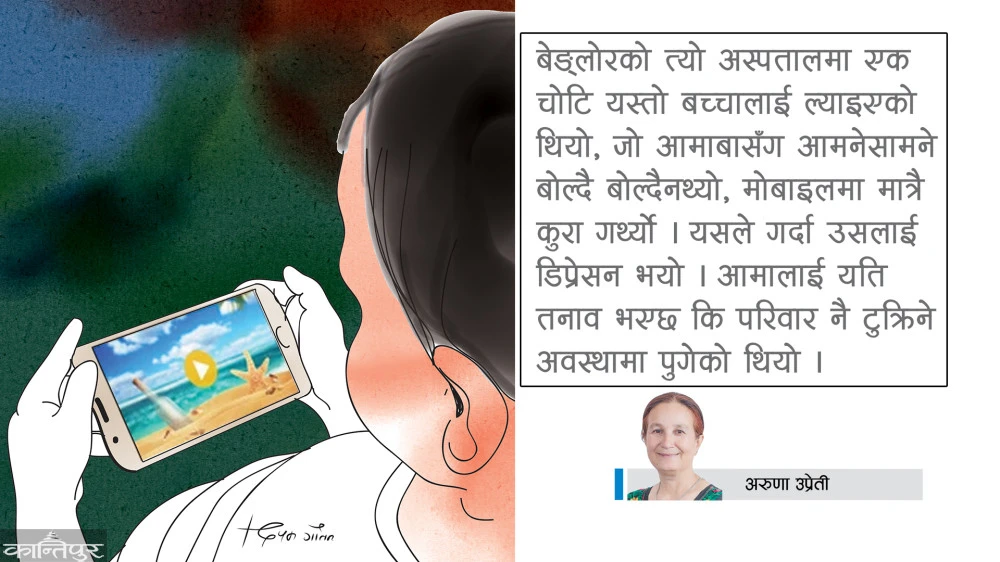 बेङ्लोरको त्यो अस्पतालमा एक
चोटि यस्तो बच्चालाई ल्याइएको
थियो, जो आमाबासँग आमनेसामने
बोल्दै बोल्दैनथ्यो, मोबाइलमा मात्रै
कुरा गर्थ्यो । यसले गर्दा उसलाई
डिप्रेसन भयो । आमालाई यति
तनाव भएछ कि परिवार नै टुक्रिने
अवस्थामा पुगेको थियो ।
अरुणा उप्रेती
कान्तिपुर